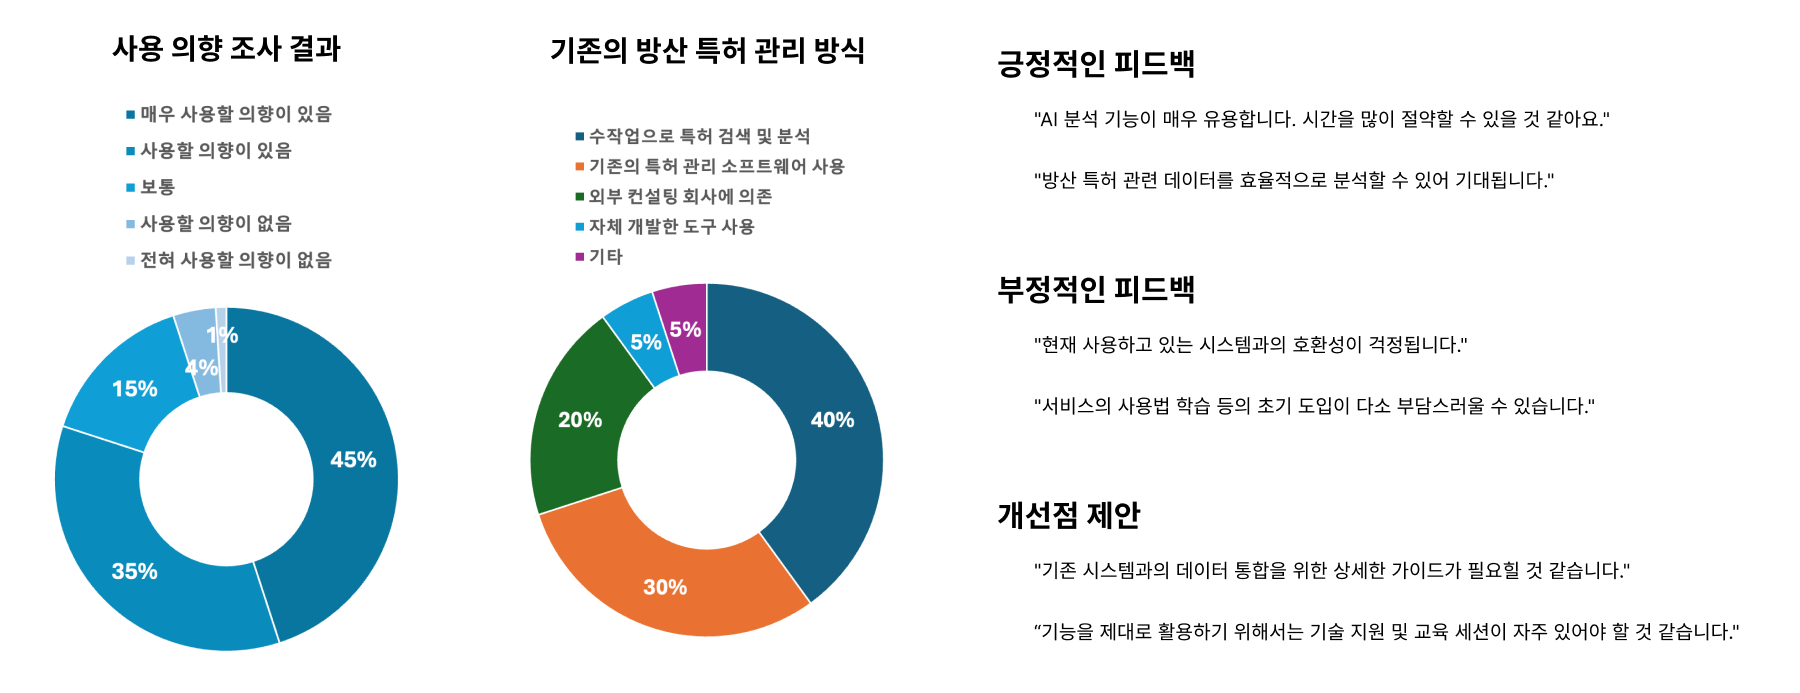 사용 의향 조사 결과
매우 사용할 의향이 있음
사용할 의향이 있음
보통
사용할 의향이 없음
전혀 사용할 의향이 없음
1%
4%
15%
45%
35%
기존의 방산 특허 관리 방식
수작업으로 특허 검색 및 분석
기존의 특허 관리 소프트웨어 사용
외부 컨설팅 회사에 의존
자체 개발한 도구 사용
기타
5%
5%
20%
40%
30%
긍정적인 피드백
"AI 분석 기능이 매우 유용합니다. 시간을 많이 절약할 수 있을 것 같아요."
"방산 특허 관련 데이터를 효율적으로 분석할 수 있어 기대됩니다."
부정적인 피드백
"현재 사용하고 있는 시스템과의 호환성이 걱정됩니다."
"서비스의 사용법 학습 등의 초기 도입이 다소 부담스러울 수 있습니다."
개선점 제안
"기존 시스템과의 데이터 통합을 위한 상세한 가이드가 필요힐 것 같습니다."
“기능을 제대로 활용하기 위해서는 기술 지원 및 교육 세션이 자주 있어야 할 것 같습니다."